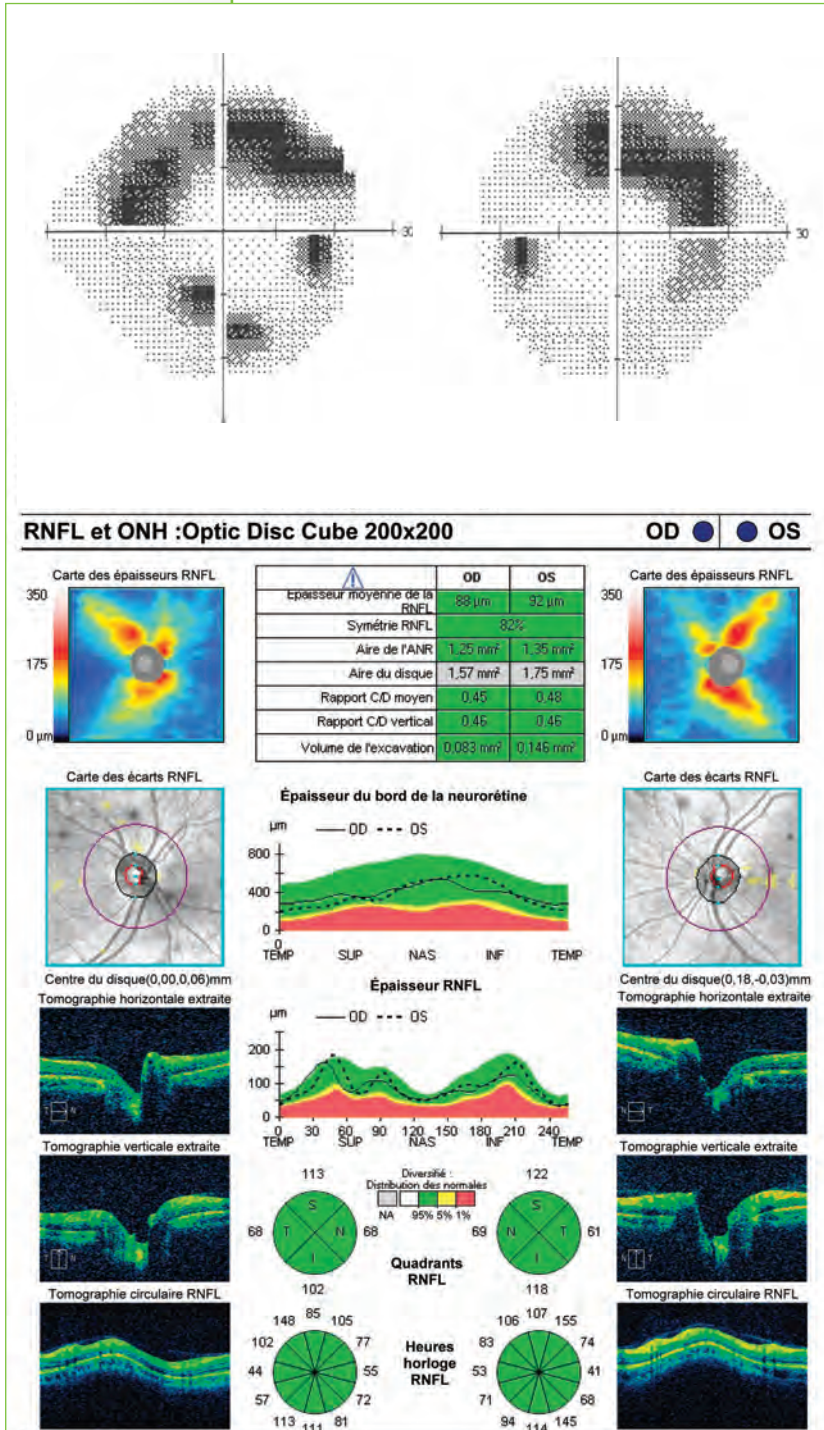 30
30
RNFL et ONH :Optic Disc Cube 200x200 OD OS
Carte des épaisseurs RNFL
350
175
0 µm
OD OS
Epaisseur moyenne de la RNFL 88 µm 92 µm
Symétrie RNFL 82%
Aire de l'ANR 1,25 mm² 1,35 mm²
Aire du disque 1,57 mm² 1,75 mm²
Rapport C/D moyen 0,45 0,48
Rapport C/D vertical 0,46 0,46
Volume de l'excavation 0,083 mm³ 0,146 mm³
Carte des épaisseurs RNFL
350
175
0 µm
Carte des écarts RNFL
Centre du disque(0,00,0,06)mm
Épaisseur du bord de la neurorétine
µm OD OS
800
400
0
0
TEMP SUP NAS INF TEMP
Carte des écarts RNFL
Centre du disque(0,18,-0,03)mm
Tomographie horizontale extraite
T N
Épaisseur RNFL
µm OD OS
200
100
0
0 30 60 90 120 150 180 210 240
TEMP SUP NAS INF TEMP
Tomographie horizontale extraite
N T
Tomographie verticale extraite
T N
113
68 S T N I 68
102
Diversifié :
Distribution des normales
NA 95% 5% 1%
Quadrants
RNFL
122
69 S N T I 61
118
Tomographie verticale extraite
N T
Tomographie circulaire RNFL
85
148 105
102 77
44 55
57 72
113 81
111
Heures
horloge
RNFL
107
106 155
83 74
53 41
71 68
94 145
114
Tomographie circulaire RNFL